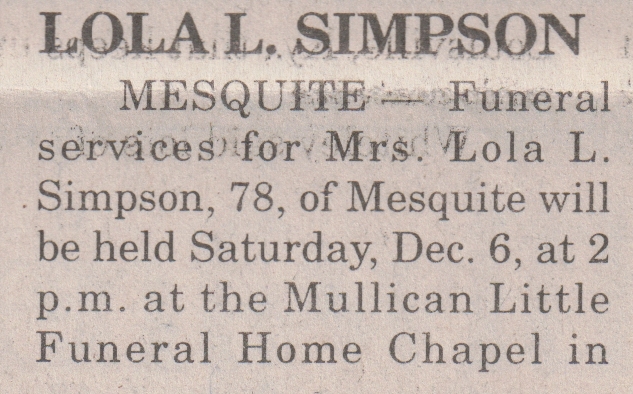 LOLA L. SIMPSON
MESQUITE — Funeral
services for Mrs. Lola L.
Simpson, 78, of Mesquite will
be held Saturday, Dec. 6, at 2
p.m. at the Mullican Little
Funeral Home Chapel in